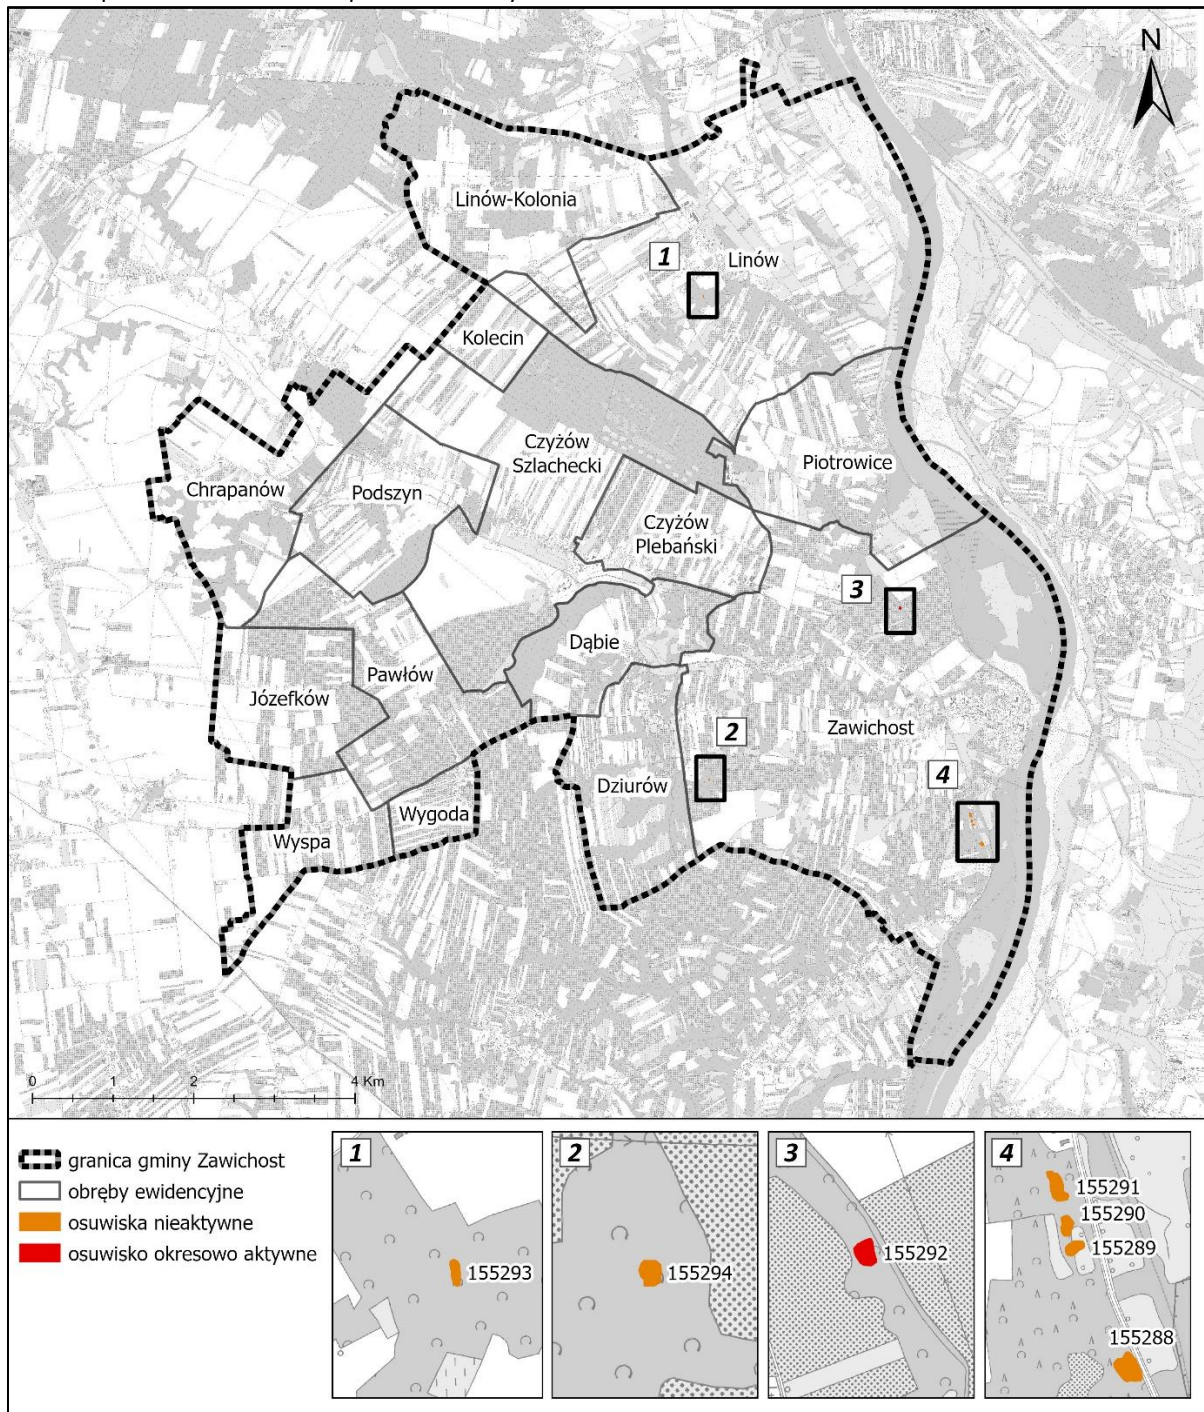 N
Linów-Kolonia
1
Linów
Kolecin
Czyżów
Szlachecki
Piotrowice
Chrapanów
Podszyn
Czyżów
Plebański
3
Dąbie
Pawłów
Józefków
Zawichost
2
4
Dziurów
Wygoda
Wyspa
0 1 2 4 Km
granica gminy Zawichost
obręby ewidencyjne
osuwiska nieaktywne
osuwisko okresowo aktywne
1
155293
2
155294
3
155292
4
155291
155290
155289
155288